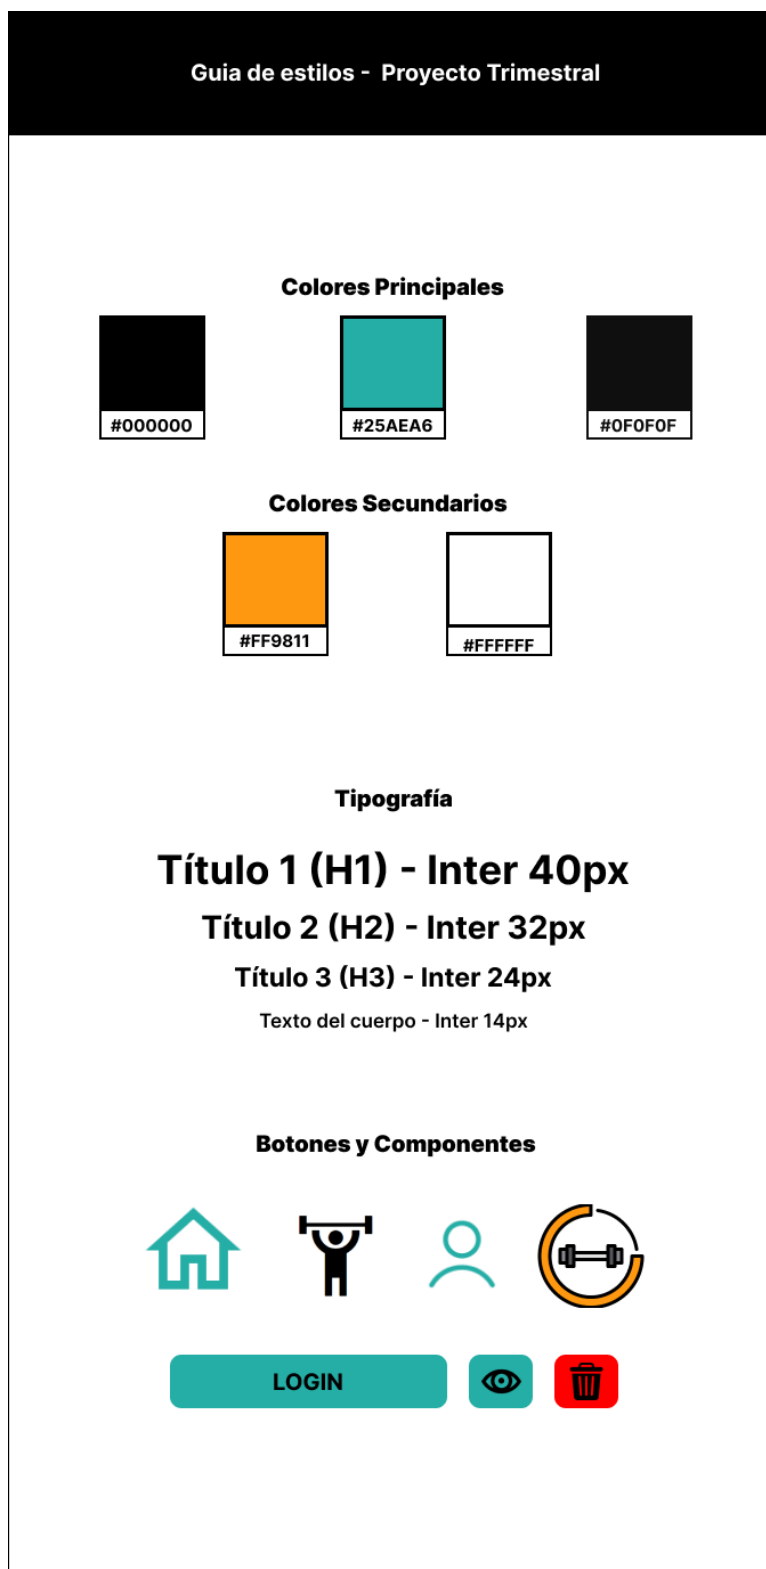 Guia de estilos - Proyecto Trimestral
Colores Principales
#000000 #25AEA6 #0F0F0F
Colores Secundarios
#FF9811 #FFFFFF
Tipografía
Título 1 (H1) - Inter 40px
Título 2 (H2) - Inter 32px
Título 3 (H3) - Inter 24px
Texto del cuerpo - Inter 14px
Botones y Componentes
LOGIN